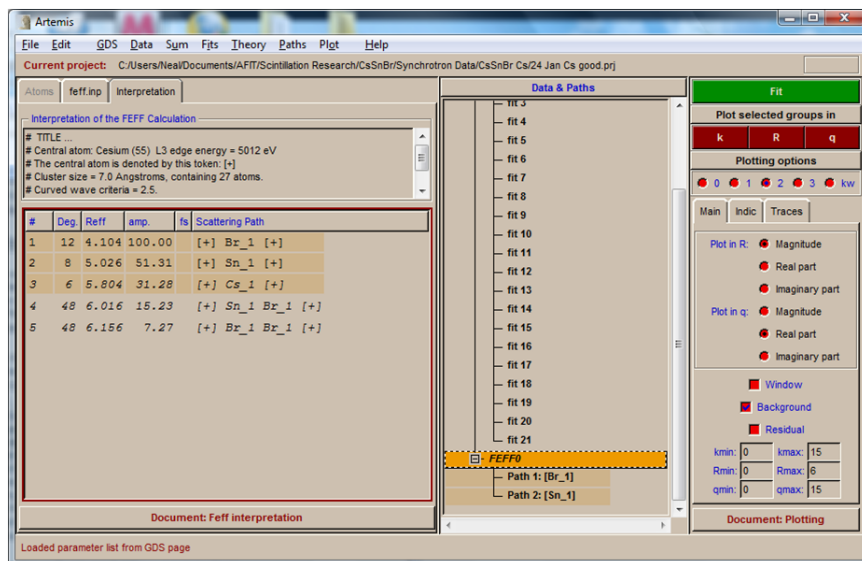 Artemis
File Edit GDS Data Sum Fits Theory Paths Plot Help
Current project: C:/Users/Neal/Documents/AFIT/Scintillation Research/CsSnBr/Synchrotron Data/CsSnBr Cs/24 Jan Cs good.prj
Atoms feff.inp Interpretation
Interpretation of the FEFF Calculation
# TITLE ...
# Central atom: Cesium (55) L3 edge energy = 5012 eV
# The central atom is denoted by this token: [+]
# Cluster size = 7.0 Angstroms, containing 27 atoms.
# Curved wave criteria = 2.5.
# Deg. Reff amp. fs Scattering Path
1 12 4.104 100.00 [+] Br_1 [+]
2 8 5.026 51.31 [+] Sn_1 [+]
3 6 5.804 31.28 [+] Cs_1 [+]
4 48 6.016 15.23 [+] Sn_1 Br_1 [+]
5 48 6.156 7.27 [+] Br_1 Br_1 [+]
Document: Feff interpretation
Data & Paths
fit 3
fit 4
fit 5
fit 6
fit 7
fit 8
fit 9
fit 10
fit 11
fit 12
fit 13
fit 14
fit 15
fit 16
fit 17
fit 18
fit 19
fit 20
fit 21
FEFF0
Path 1: [Br_1]
Path 2: [Sn_1]
Fit
Plot selected groups in
k R q
Plotting options
0 1 2 3 kw
Main Indic Traces
Plot in R: Magnitude
Real part
Imaginary part
Plot in q: Magnitude
Real part
Imaginary part
Window
Background
Residual
kmin: 0 kmax: 15
Rmin: 0 Rmax: 6
qmin: 0 qmax: 15
Document: Plotting
Loaded parameter list from GDS page